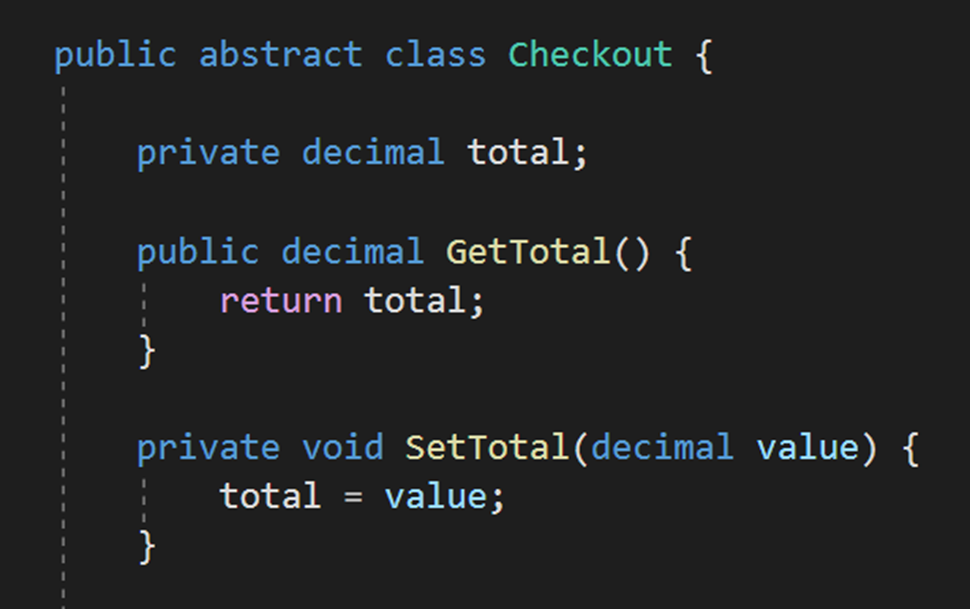 public abstract class Checkout {
private decimal total;
public decimal GetTotal() {
return total;
}
private void SetTotal(decimal value) {
total = value;
}